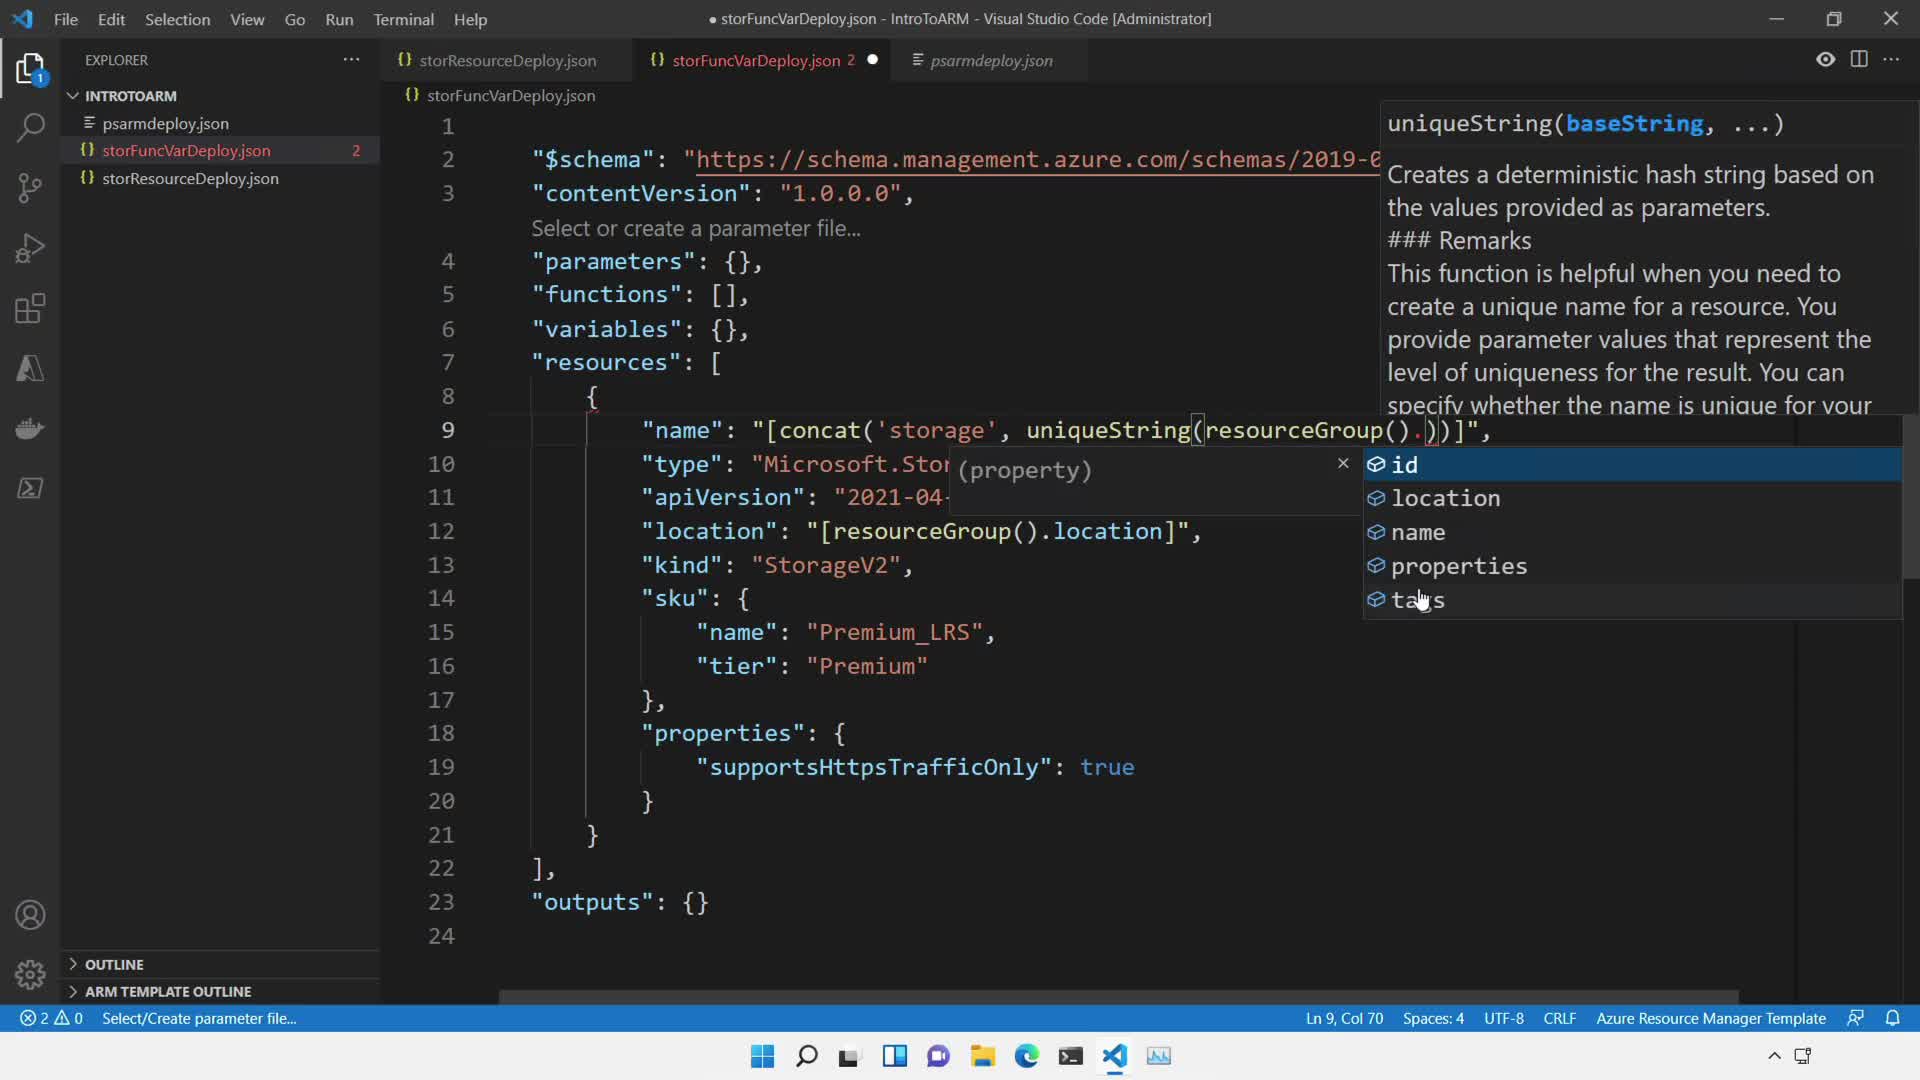 File Edit Selection View Go Run Terminal Help
● storFuncVarDeploy.json - IntroToARM - Visual Studio Code [Administrator]
EXPLORER
storResourceDeploy.json
storFuncVarDeploy.json 2
psarmdeploy.json
1
INTROTOARM
psarmdeploy.json
storFuncVarDeploy.json 2
storResourceDeploy.json
OUTLINE
ARM TEMPLATE OUTLINE
storFuncVarDeploy.json
1
2 "$schema": "https://schema.management.azure.com/schemas/2019-0
3 "contentVersion": "1.0.0.0",
Select or create a parameter file...
4 "parameters": {},
5 "functions": [],
6 "variables": {},
7 "resources": [
8 {
9 "name": "[concat('storage', uniqueString(resourceGroup().))]",
10 "type": "Microsoft.Stor
11 "apiVersion": "2021-04-
12 "location": "[resourceGroup().location]",
13 "kind": "StorageV2",
14 "sku": {
15 "name": "Premium_LRS",
16 "tier": "Premium"
17 },
18 "properties": {
19 "supportsHttpsTrafficOnly": true
20 }
21 }
22 ],
23 "outputs": {}
24
uniqueString(baseString, ...)
Creates a deterministic hash string based on
the values provided as parameters.
### Remarks
This function is helpful when you need to
create a unique name for a resource. You
provide parameter values that represent the
level of uniqueness for the result. You can
specify whether the name is unique for your
(property)
id
location
name
properties
tags
2 0 Select/Create parameter file...
Ln 9, Col 70 Spaces: 4 UTF-8 CRLF Azure Resource Manager Template